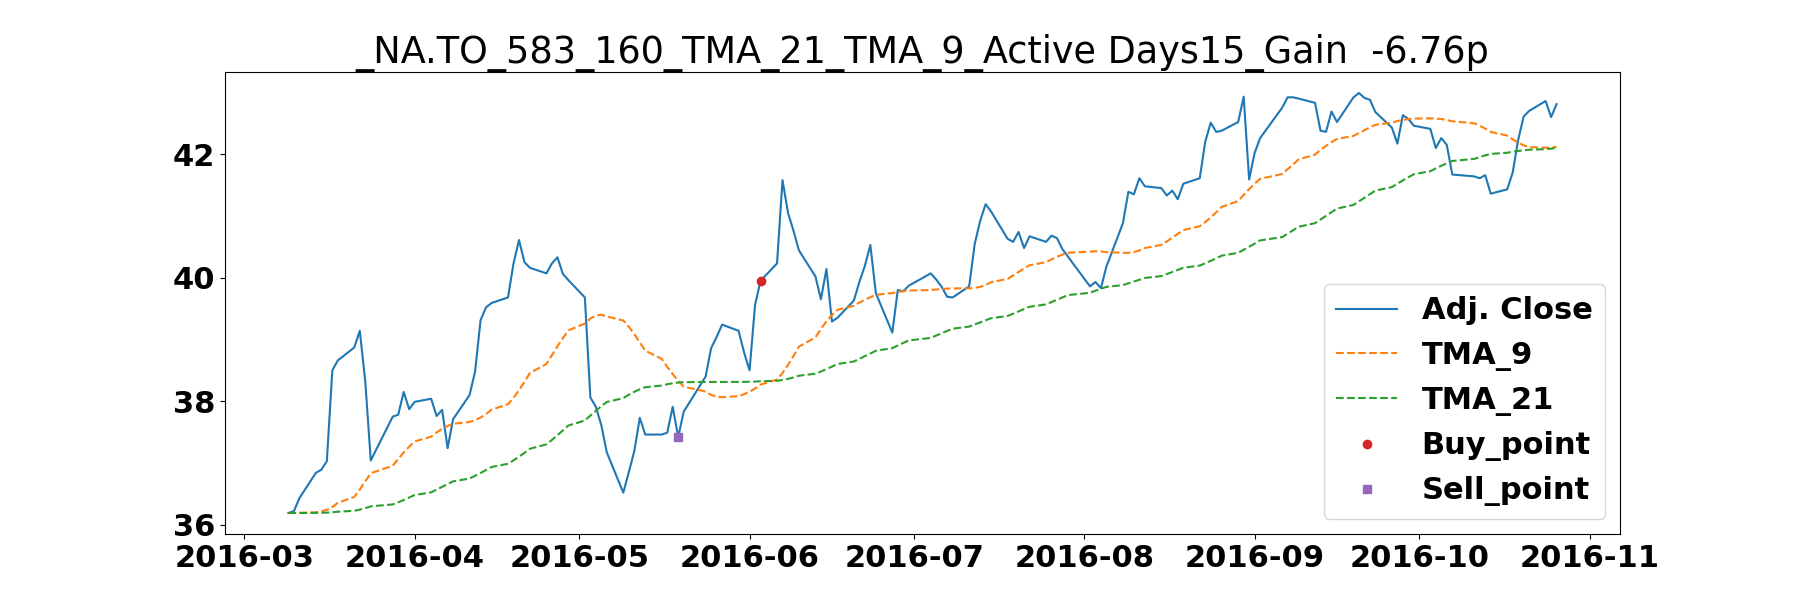 _NA.TO_583_160_TMA_21_TMA_9_Active Days15_Gain  -6.76p
42
40
38
36
Adj. Close
TMA_9
TMA_21
Buy_point
Sell_point
2016-03 2016-04 2016-05 2016-06 2016-07 2016-08 2016-09 2016-10 2016-11